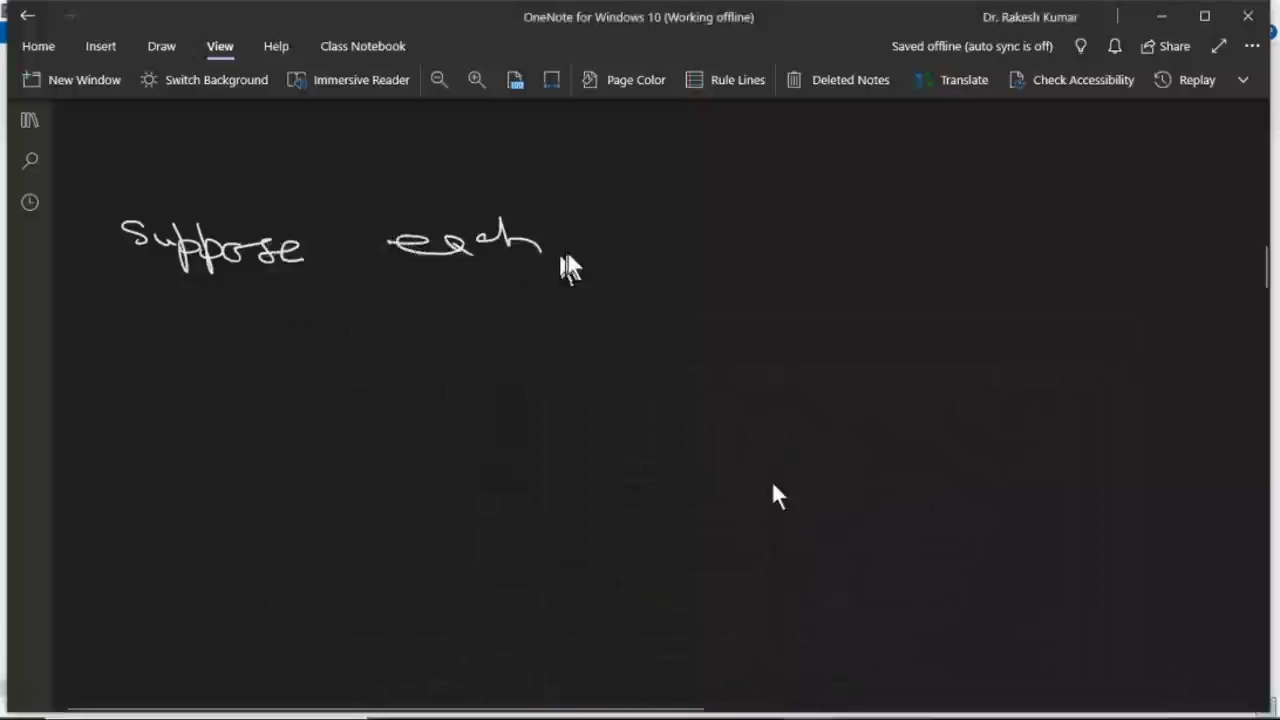 OneNote for Windows 10 (Working offline)
Dr. Rakesh Kumar
Home Insert Draw View Help Class Notebook
Saved offline (auto sync is off) Share
New Window Switch Background Immersive Reader Page Color Rule Lines Deleted Notes Translate Check Accessibility Replay
Suppose each